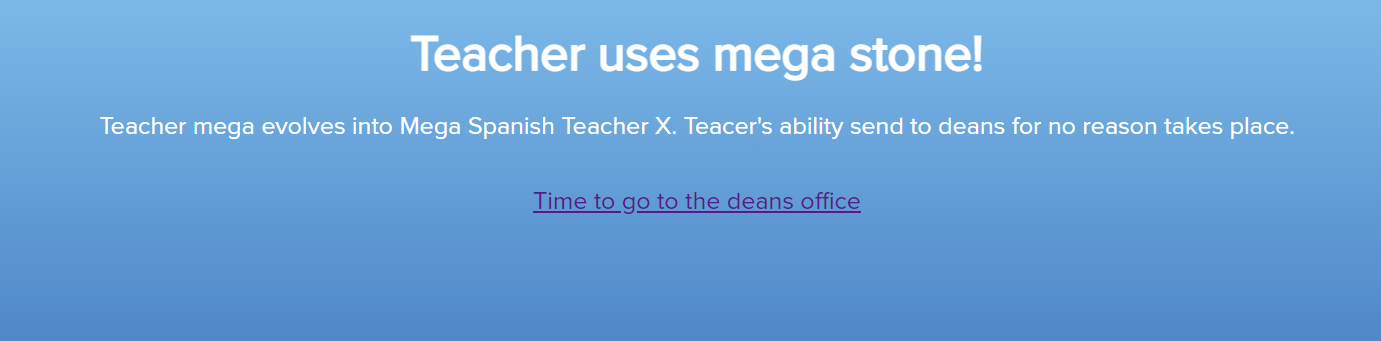 Teacher uses mega stone!
Teacher mega evolves into Mega Spanish Teacher X. Teacer's ability send to deans for no reason takes place.
Time to go to the deans office